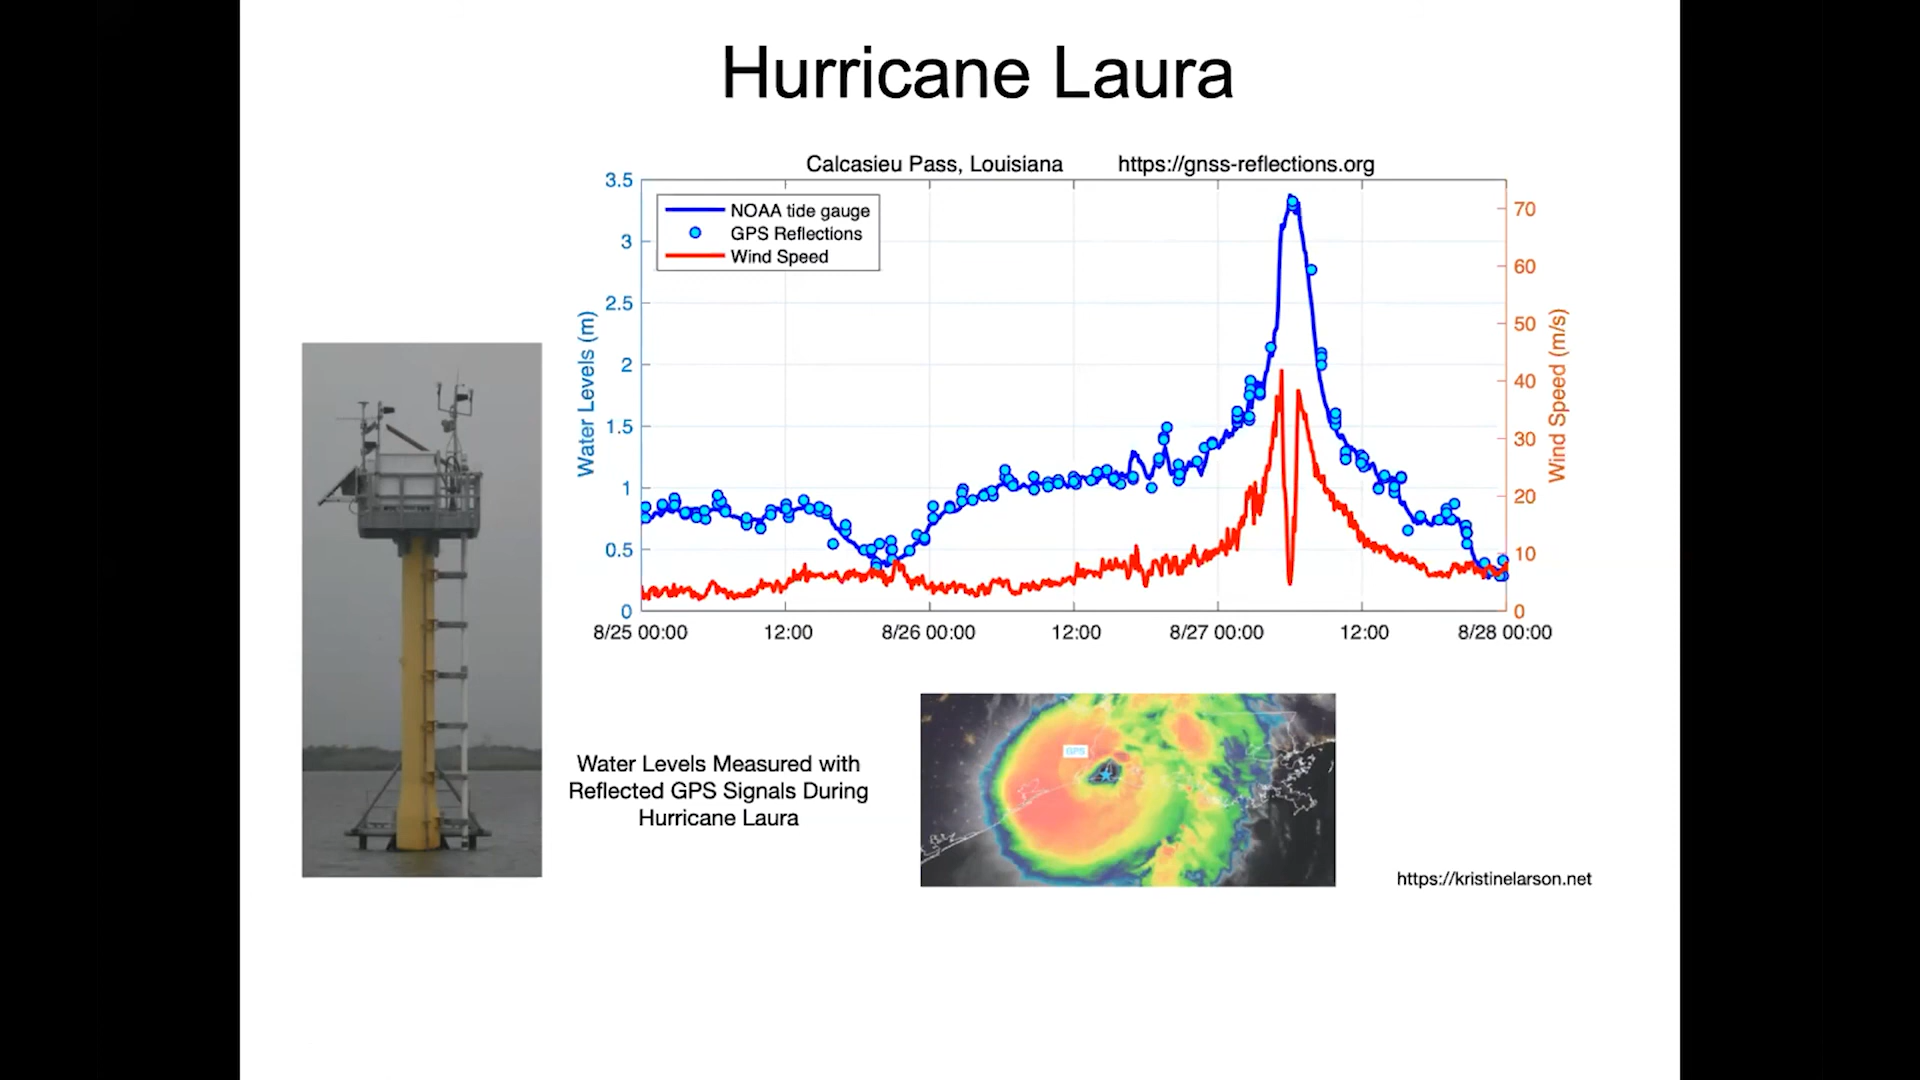 Hurricane Laura
Calcasieu Pass, Louisiana https://gnss-reflections.org
NOAA tide gauge
GPS Reflections
Wind Speed
Water Levels (m)
3.5
3
2.5
2
1.5
1
0.5
0
70
60
50
40
30
20
10
0
Wind Speed (m/s)
8/25 00:00 12:00 8/26 00:00 12:00 8/27 00:00 12:00 8/28 00:00
GPS
Water Levels Measured with
Reflected GPS Signals During
Hurricane Laura
https://kristinelarson.net